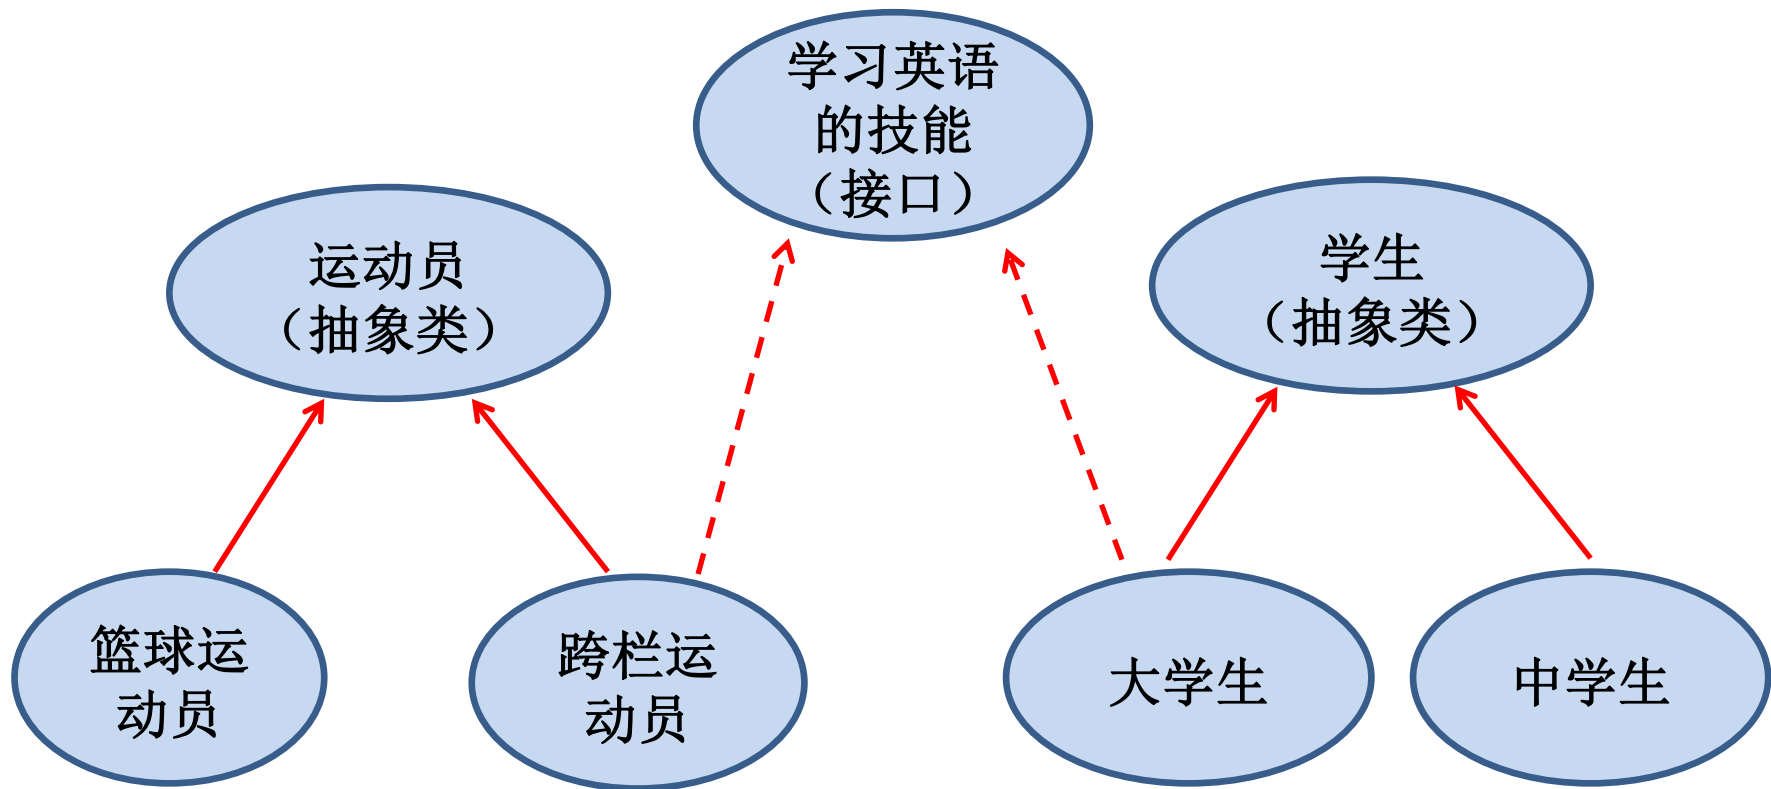 学习英语
的技能
（接口）
运动员
（抽象类）
学生
（抽象类）
篮球运
动员
跨栏运
动员
大学生
中学生